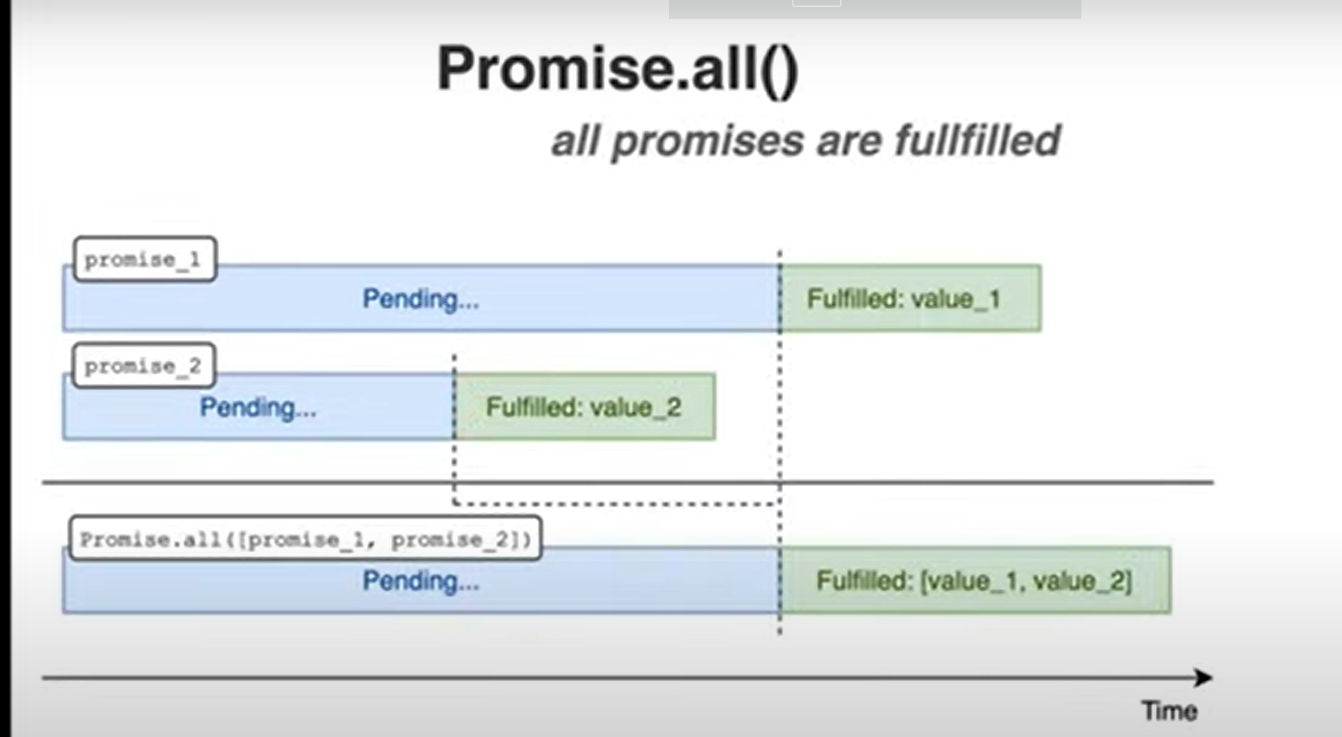 Promise.all()
all promises are fullfilled
promise_1
Pending...
Fulfilled: value_1
promise_2
Pending...
Fulfilled: value_2
Promise.all([promise_1, promise_2])
Pending...
Fulfilled: [value_1, value_2]
Time